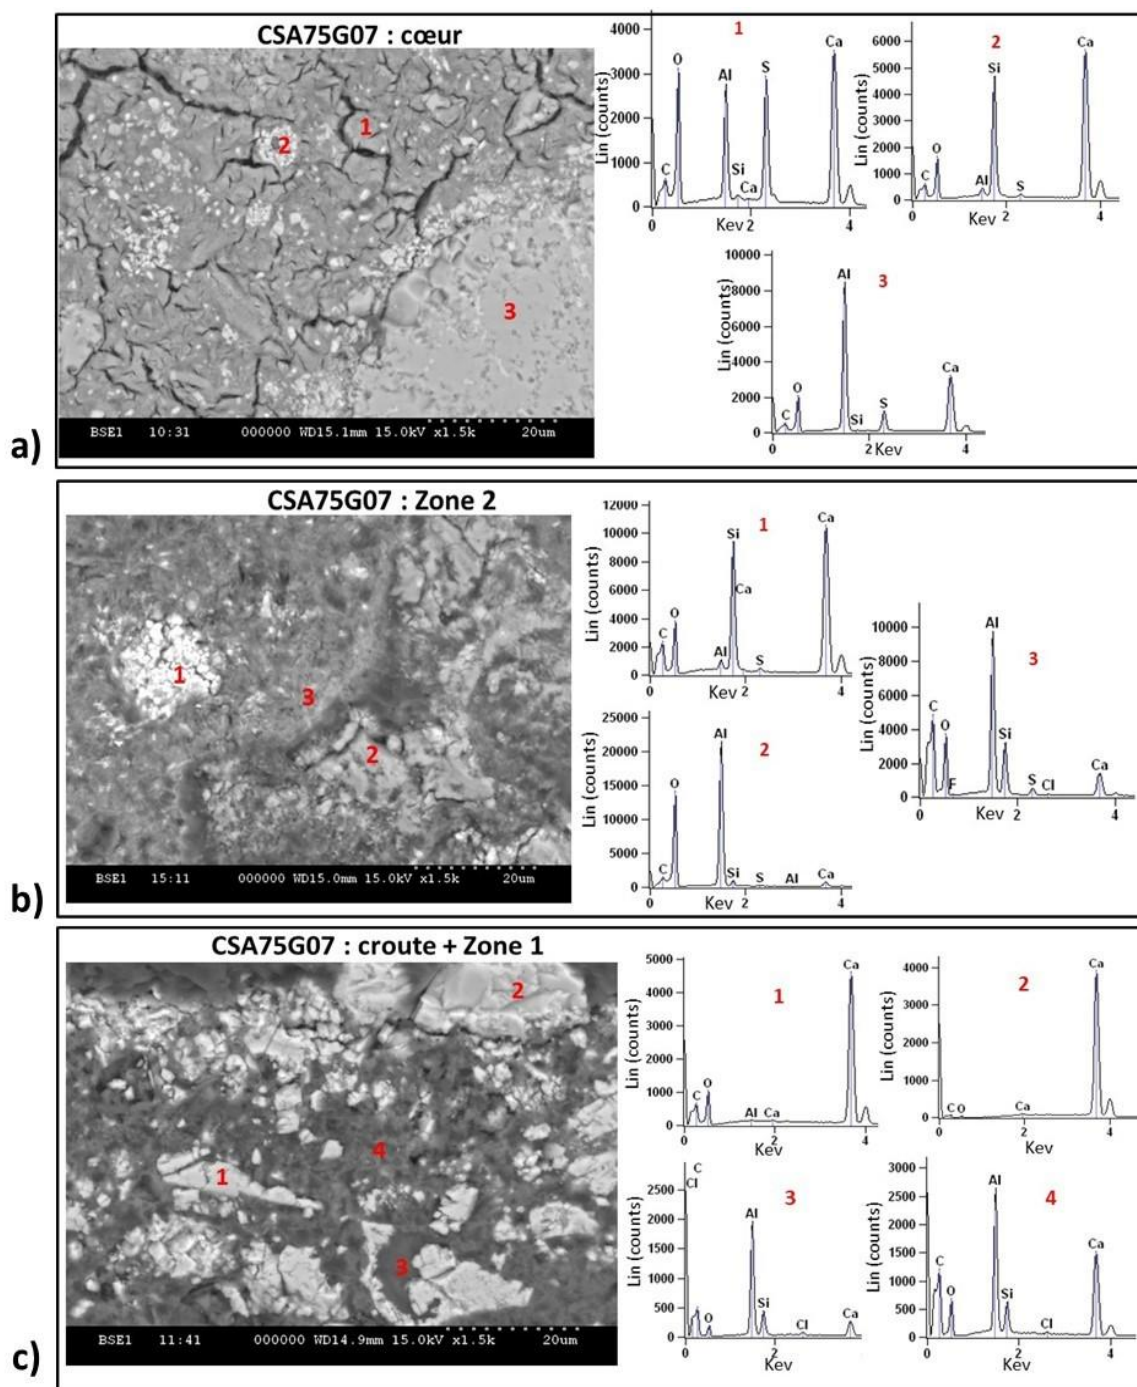 CSA75G07 : cœur
1
2
3
BSE1 10:31 000000 WD15.1mm 15.0kV x1.5k 20um
a)
1
Lin (counts)
4000
3000
2000
1000
0
C
O
Al
Si
Ca
S
Ca
Kev
2
4
2
Lin (counts)
6000
5000
4000
3000
2000
1000
0
C
O
Al
Si
S
Ca
0
2
Kev
4
3
Lin (counts)
10000
8000
6000
4000
2000
0
C
O
Al
Si
S
Ca
0
2
Kev
4
CSA75G07 : Zone 2
1
3
2
BSE1 15:11 000000 WD15.0mm 15.0kV x1.5k 20um
b)
1
Lin (counts)
12000
10000
8000
6000
4000
2000
0
C
O
Al
Si
Ca
S
Ca
0
Kev
2
4
2
Lin (counts)
25000
20000
15000
10000
5000
0
C
O
Al
Si
S
Al
Ca
0
Kev
2
4
3
Lin (counts)
10000
8000
6000
4000
2000
0
C
O
F
Al
Si
S
Cl
Ca
0
Kev
2
4
CSA75G07 : croute + Zone 1
2
4
1
3
BSE1 11:41 000000 WD14.9mm 15.0kV x1.5k 20um
c)
1
Lin (counts)
5000
4000
3000
2000
1000
0
C
O
Al
Ca
Ca
0
2
Kev
4
2
Lin (counts)
4000
3000
2000
1000
0
C
O
Ca
Ca
0
2
Kev
4
3
Lin (counts)
2500
2000
1500
1000
500
0
C
Cl
O
Al
Si
Cl
Ca
0
2
Kev
4
4
Lin (counts)
3000
2500
2000
1500
1000
500
0
C
O
Al
Si
Cl
Ca
0
2
Kev
4